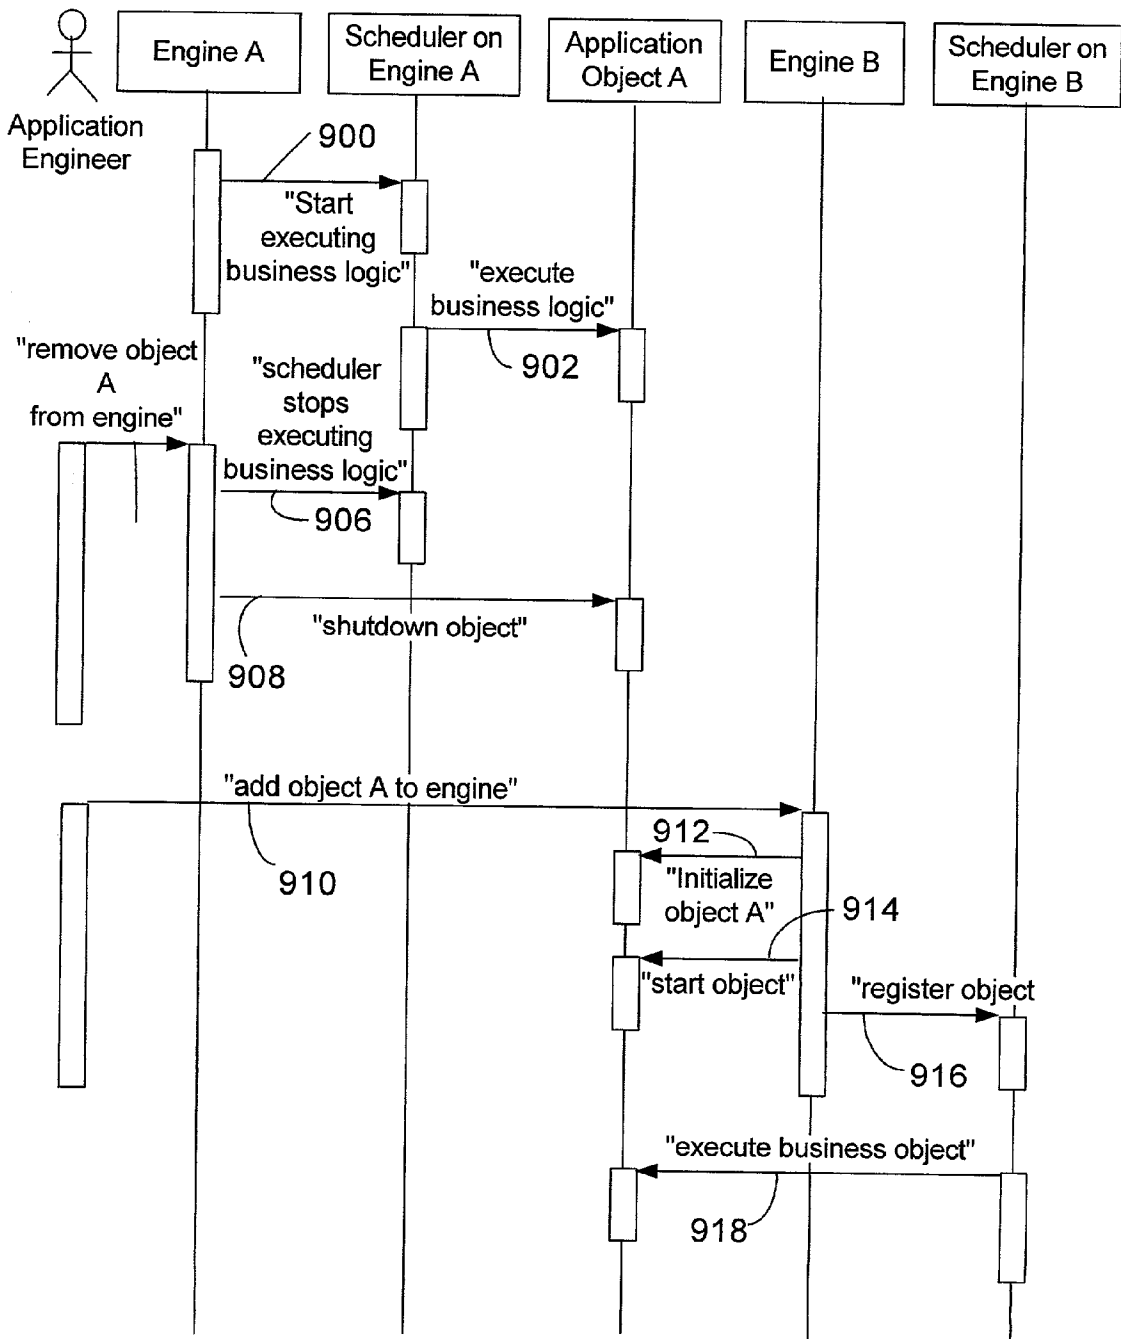 Engine A
Scheduler on
Engine A
Application
Object A
Engine B
Scheduler on
Engine B
Application
Engineer
900
"Start
executing
business logic"
"execute
business logic"
902
"remove object
A
from engine"
"scheduler
stops
executing
business logic"
906
908
"shutdown object"
"add object A to engine"
910
912
"Initialize
object A"
914
"start object"
"register object
916
"execute business object"
918